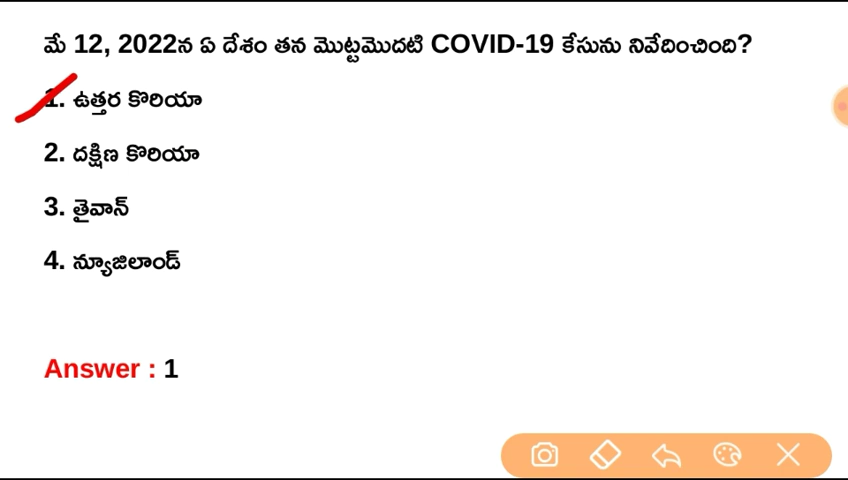 మే 12, 2022న ఏ దేశం తన మొట్టమొదటి COVID-19 కేసును నివేదించింది?
1. ఉత్తర కొరియా
2. దక్షిణ కొరియా
3. తైవాన్
4. న్యూజిలాండ్
Answer : 1